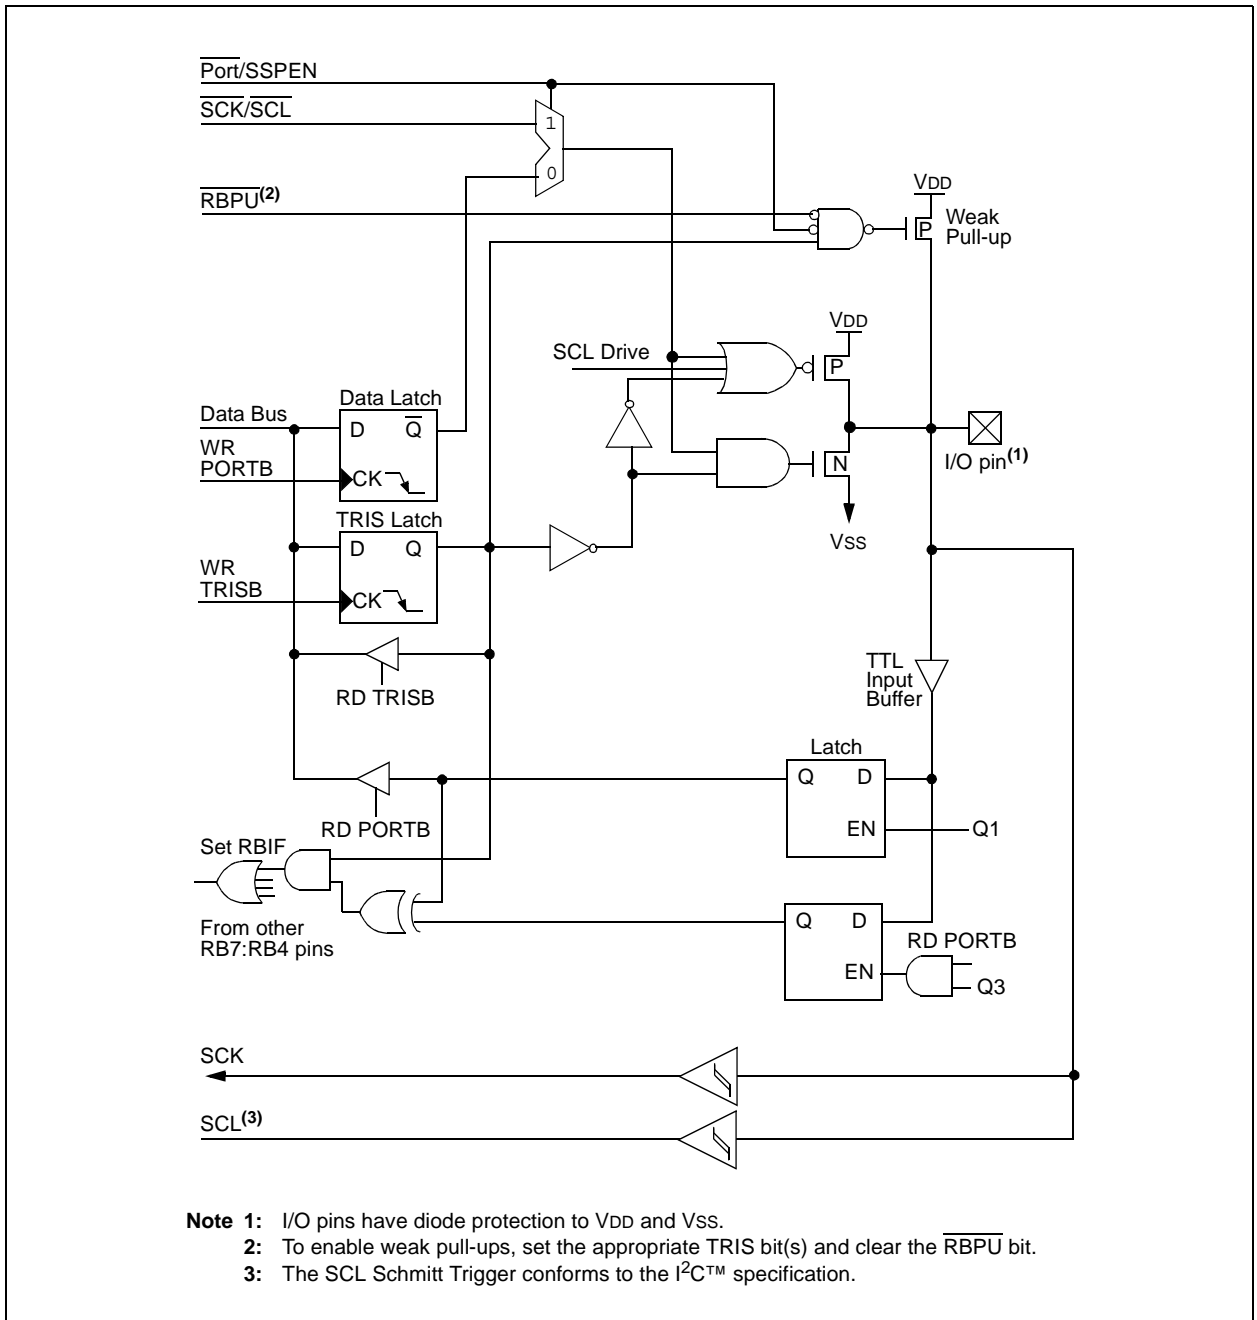 Port/SSPEN
SCK/SCL
1
0
RBPU(2)
VDD
Weak
Pull-up
P
VDD
SCL Drive
P
Data Latch
Data Bus
D Q
WR
PORTB
CK
N
I/O pin(1)
TRIS Latch
D Q
VSS
WR
TRISB
CK
RD TRISB
TTL
Input
Buffer
Latch
Q D
EN
Q1
RD PORTB
Set RBIF
From other
RB7:RB4 pins
Q D
RD PORTB
EN
Q3
SCK
SCL(3)
Note 1: I/O pins have diode protection to VDD and VSS.
2: To enable weak pull-ups, set the appropriate TRIS bit(s) and clear the RBPU bit.
3: The SCL Schmitt Trigger conforms to the I2C™ specification.